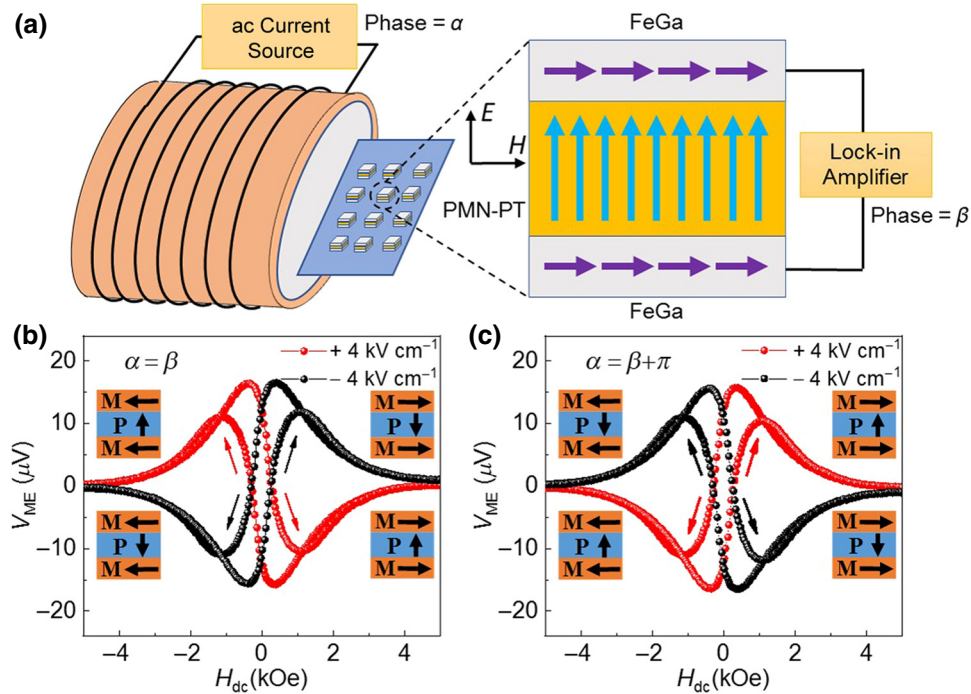 (a)
ac Current
Source
Phase = α
FeGa
E
H
PMN-PT
Lock-in
Amplifier
Phase = β
FeGa
(b)
α = β
+ 4 kV cm⁻¹
− 4 kV cm⁻¹
M
P
M
M
P
M
M
P
M
M
P
M
V_ME (μV)
20
10
0
−10
−20
−4
−2
0
2
4
H_dc(kOe)
(c)
α = β+π
+ 4 kV cm⁻¹
− 4 kV cm⁻¹
M
P
M
M
P
M
M
P
M
M
P
M
V_ME (μV)
20
10
0
−10
−20
−4
−2
0
2
4
H_dc(kOe)